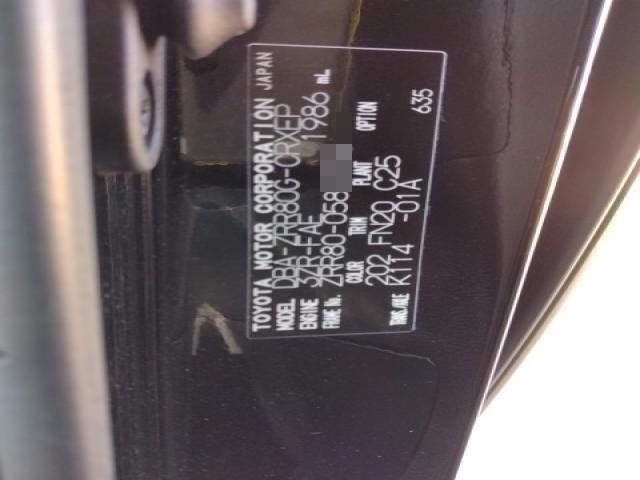 TOYOTA MOTOR CORPORATION JAPAN
MODEL DBA-ZRR80G-CRXEP
ENGINE 3ZR-FAE 1986 mL
FRAME No. ZRR80-058
COLOR TRIM PLANT OPTION
202 FN20 C25
TRANS/AXLE K114 -01A 635